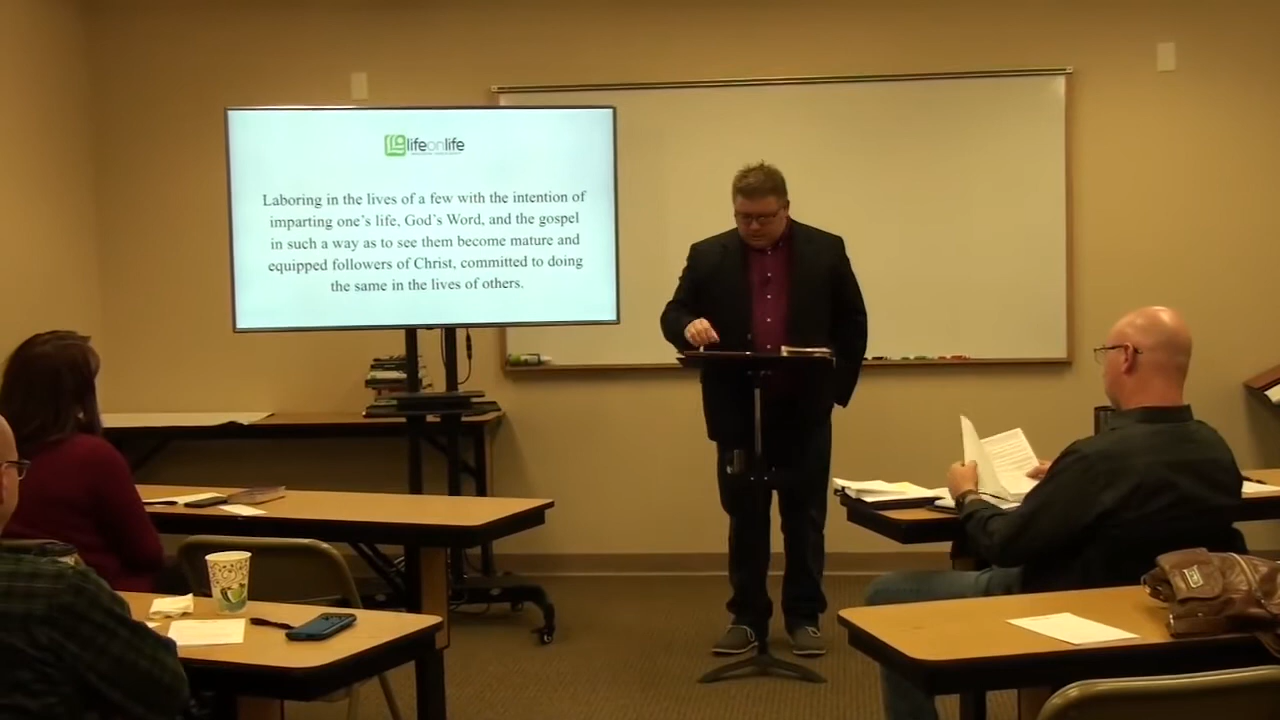 lifeonlife
Laboring in the lives of a few with the intention of
imparting one's life, God's Word, and the gospel
in such a way as to see them become mature and
equipped followers of Christ, committed to doing
the same in the lives of others.